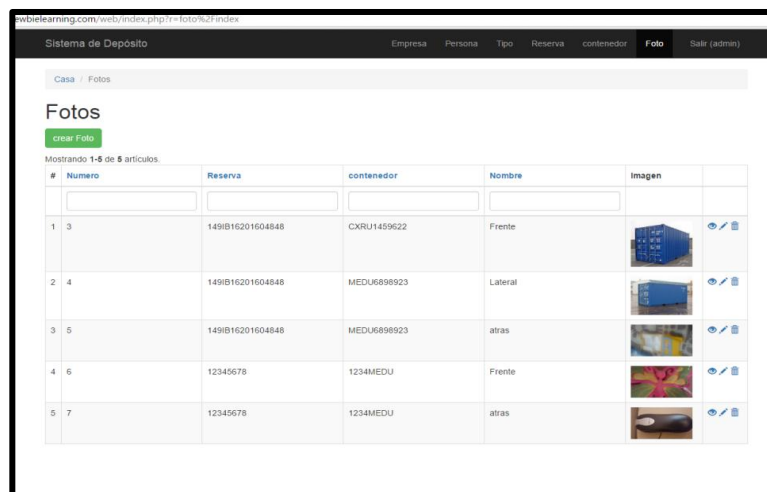 ewbielearning.com/web/index.php?r=foto%2Findex
Sistema de Depósito Empresa Persona Tipo Reserva contenedor Foto Salir (admin)
Casa / Fotos
Fotos
crear Foto
Mostrando 1-5 de 5 artículos.
# Numero Reserva contenedor Nombre Imagen
1 3 149IB16201604848 CXRU1459622 Frente
2 4 149IB16201604848 MEDU6898923 Lateral
3 5 149IB16201604848 MEDU6898923 atras
4 6 12345678 1234MEDU Frente
5 7 12345678 1234MEDU atras